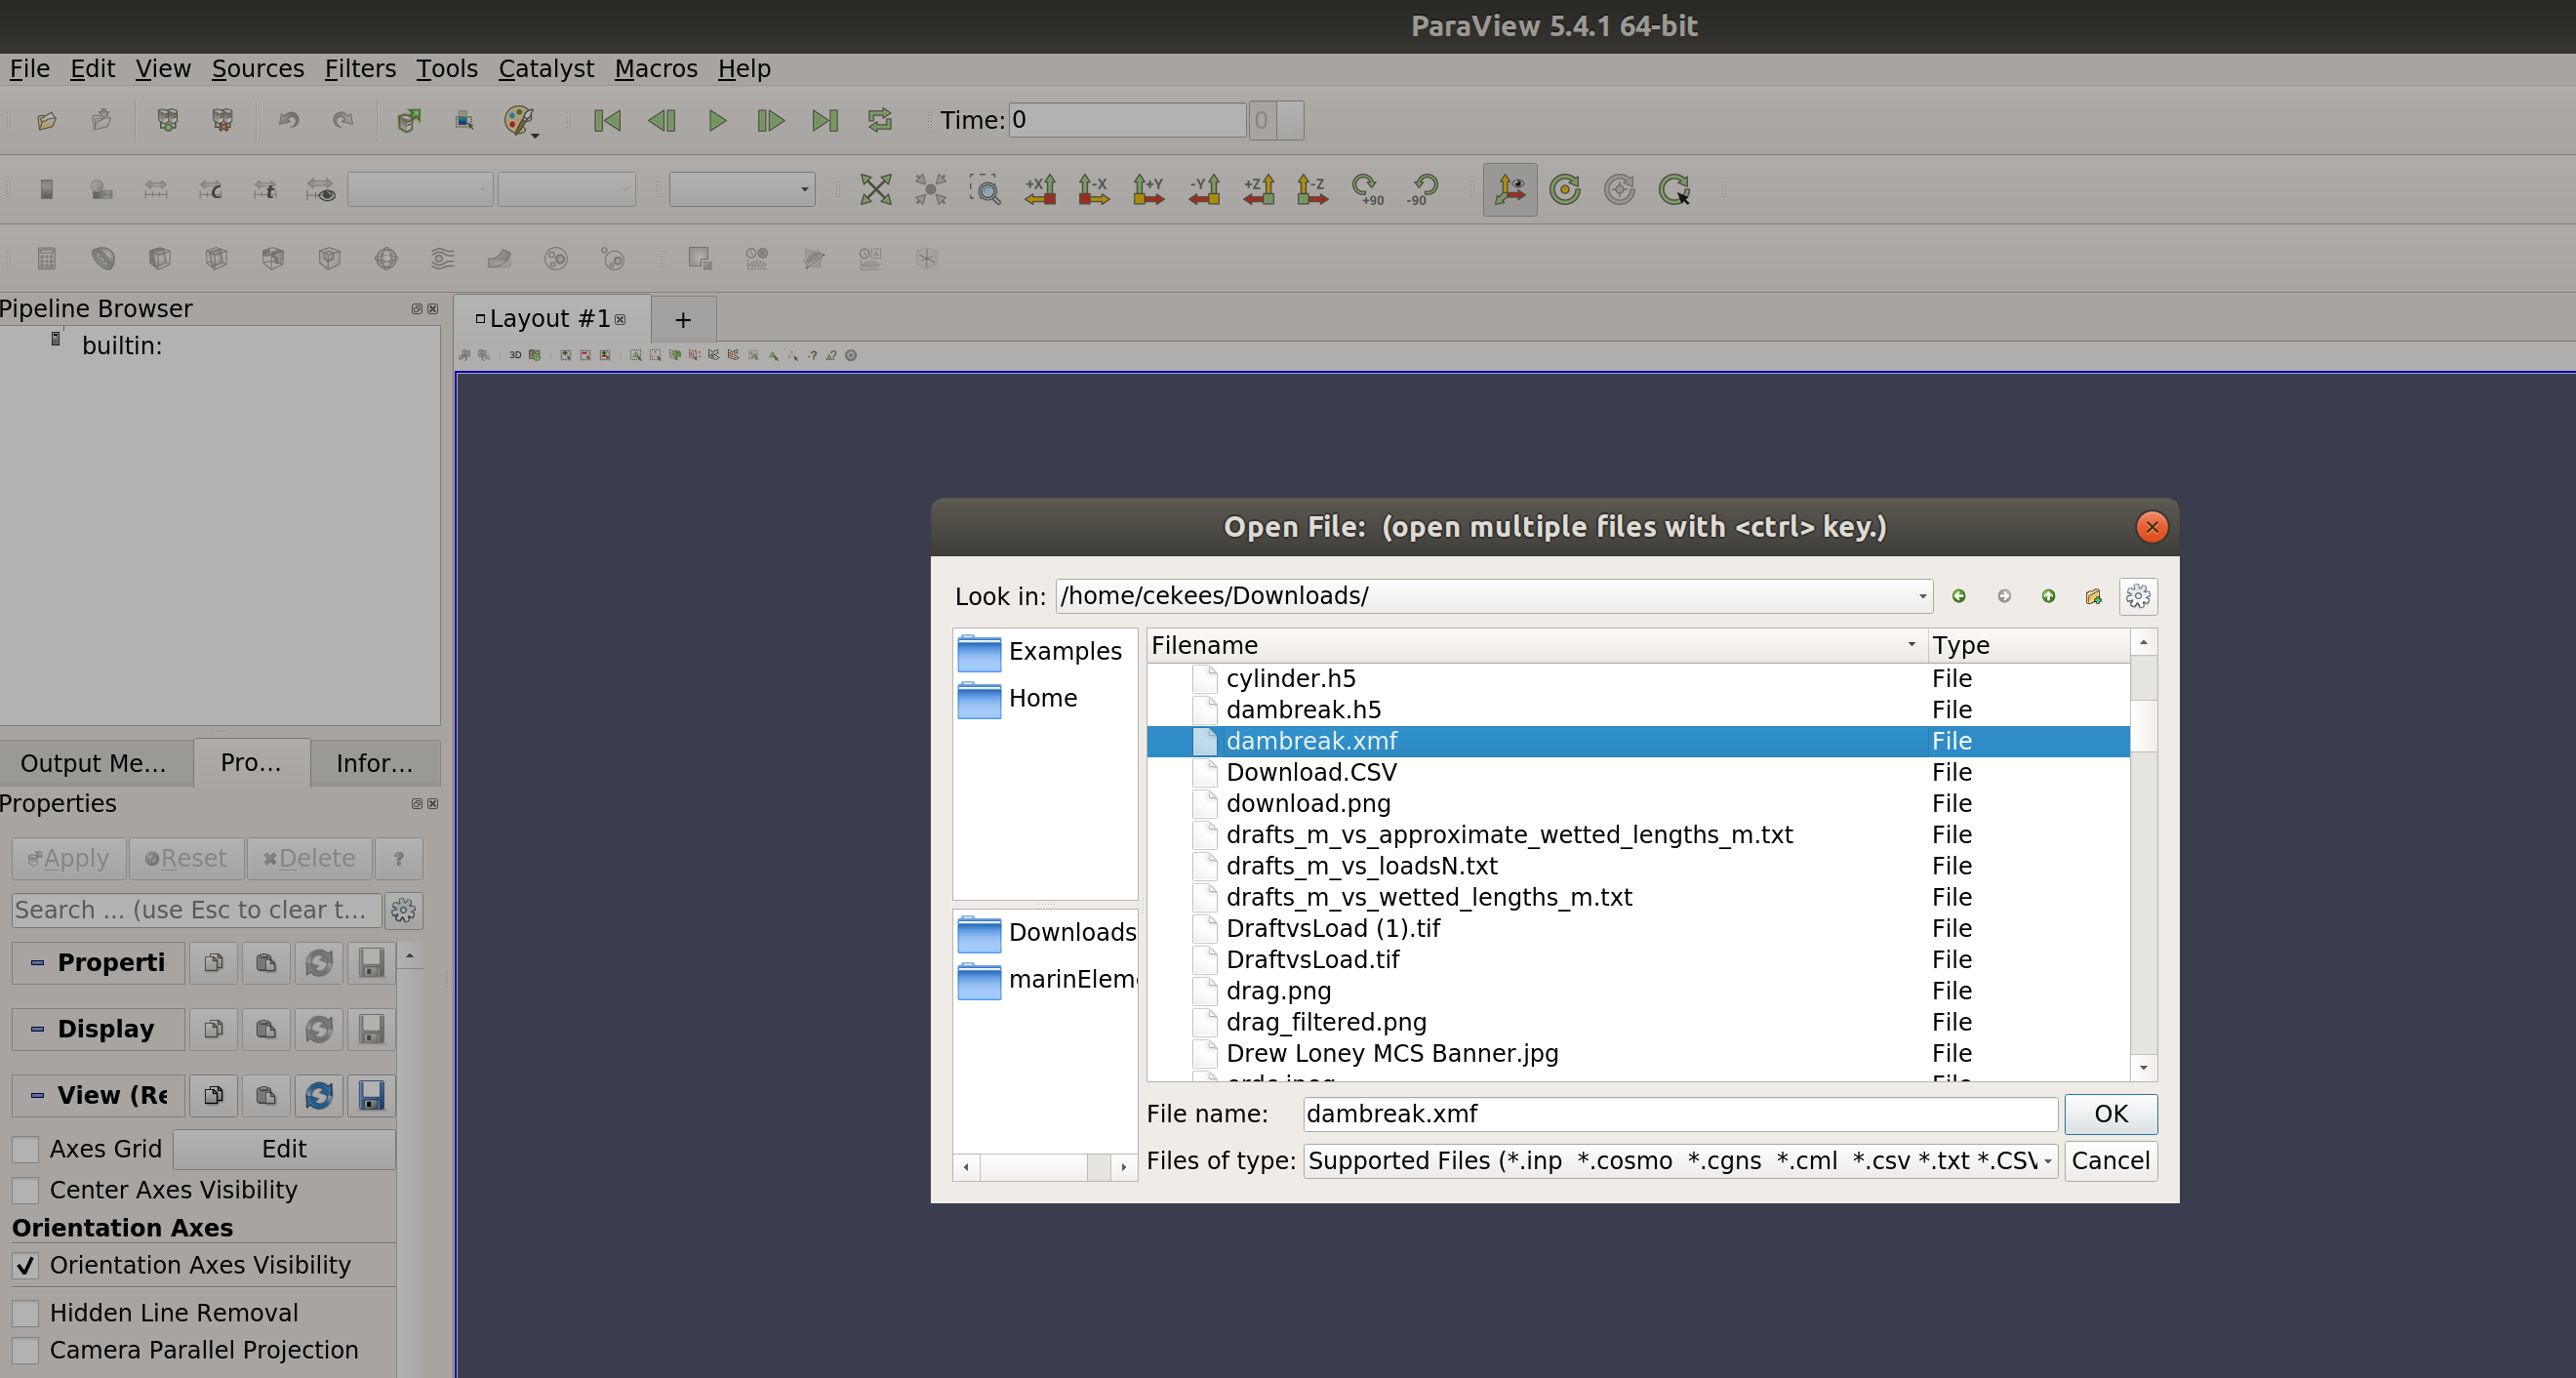 ParaView 5.4.1 64-bit
File Edit View Sources Filters Tools Catalyst Macros Help
Time: 0 0
+X -X +Y -Y +Z -Z +90 -90
Pipeline Browser
builtin:
Layout #1 +
3D
Open File: (open multiple files with <ctrl> key.)
Look in: /home/cekees/Downloads/
Examples
Home
Downloads
marinEleme
Filename Type
cylinder.h5 File
dambreak.h5 File
dambreak.xmf File
Download.CSV File
download.png File
drafts_m_vs_approximate_wetted_lengths_m.txt File
drafts_m_vs_loadsN.txt File
drafts_m_vs_wetted_lengths_m.txt File
DraftvsLoad (1).tif File
DraftvsLoad.tif File
drag.png File
drag_filtered.png File
Drew Loney MCS Banner.jpg File
File name: dambreak.xmf OK
Files of type: Supported Files (*.inp *.cosmo *.cgns *.cml *.csv *.txt *.CSV Cancel
Output Me... Pro... Infor...
Properties
Apply Reset Delete ?
Search ... (use Esc to clear t...
Properti
Display
View (Re
Axes Grid Edit
Center Axes Visibility
Orientation Axes
Orientation Axes Visibility
Hidden Line Removal
Camera Parallel Projection